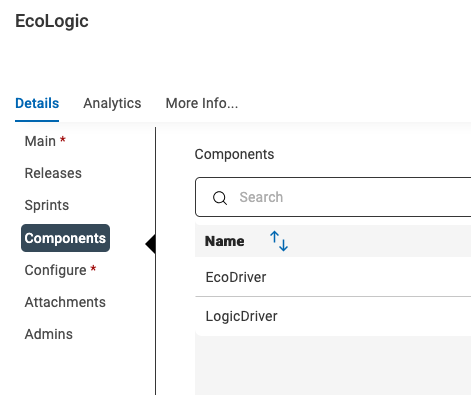 EcoLogic
Details Analytics More Info...
Main *
Releases
Sprints
Components
Configure *
Attachments
Admins
Components
Search
Name
EcoDriver
LogicDriver